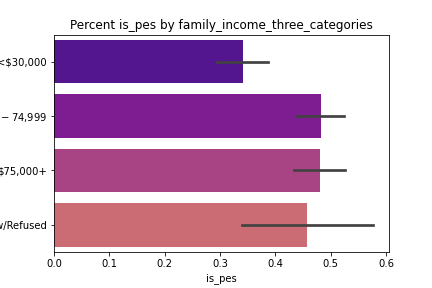 Percent is_pes by family_income_three_categories
<$30,000
- 74,999
$75,000+
w/Refused
0.0 0.1 0.2 0.3 0.4 0.5 0.6
is_pes